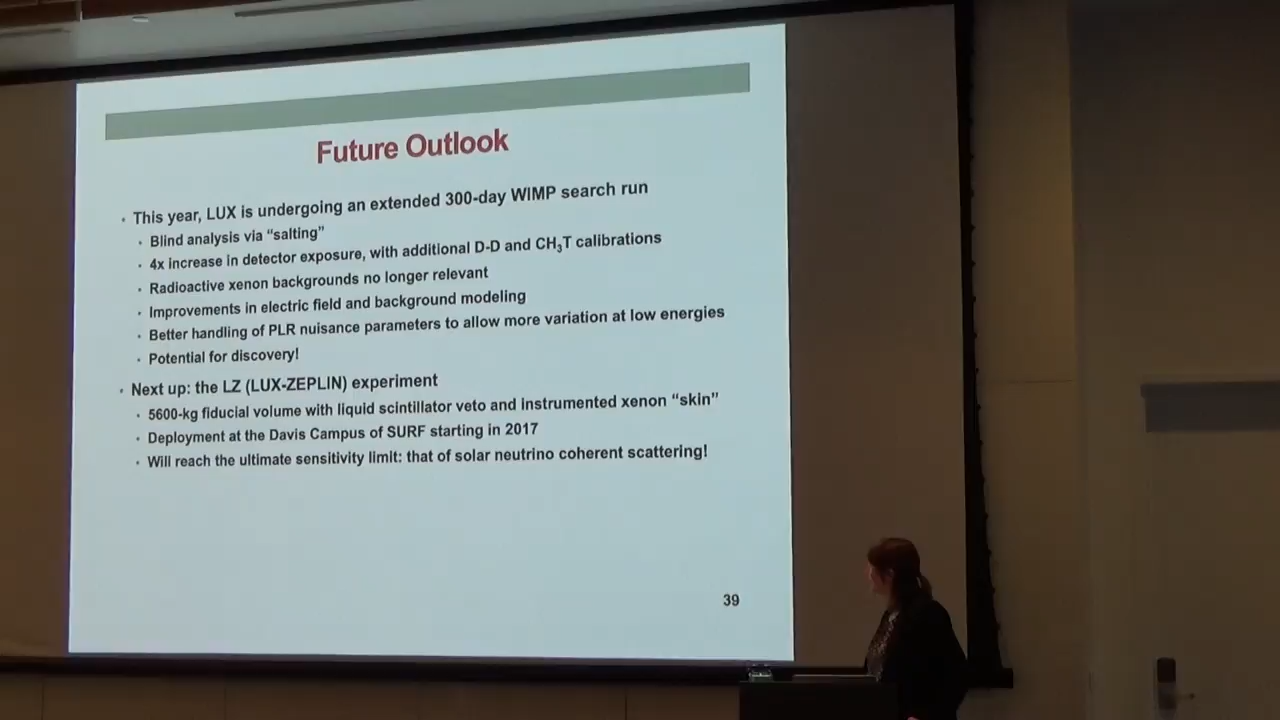 Future Outlook
• This year, LUX is undergoing an extended 300-day WIMP search run
• Blind analysis via “salting”
• 4x increase in detector exposure, with additional D-D and CH₃T calibrations
• Radioactive xenon backgrounds no longer relevant
• Improvements in electric field and background modeling
• Better handling of PLR nuisance parameters to allow more variation at low energies
• Potential for discovery!
• Next up: the LZ (LUX-ZEPLIN) experiment
• 5600-kg fiducial volume with liquid scintillator veto and instrumented xenon “skin”
• Deployment at the Davis Campus of SURF starting in 2017
• Will reach the ultimate sensitivity limit: that of solar neutrino coherent scattering!
39